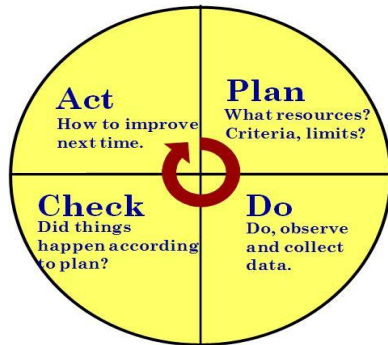 Act
How to improve
next time.
Plan
What resources?
Criteria, limits?
Check
Did things
happen according
to plan?
Do
Do, observe
and collect
data.